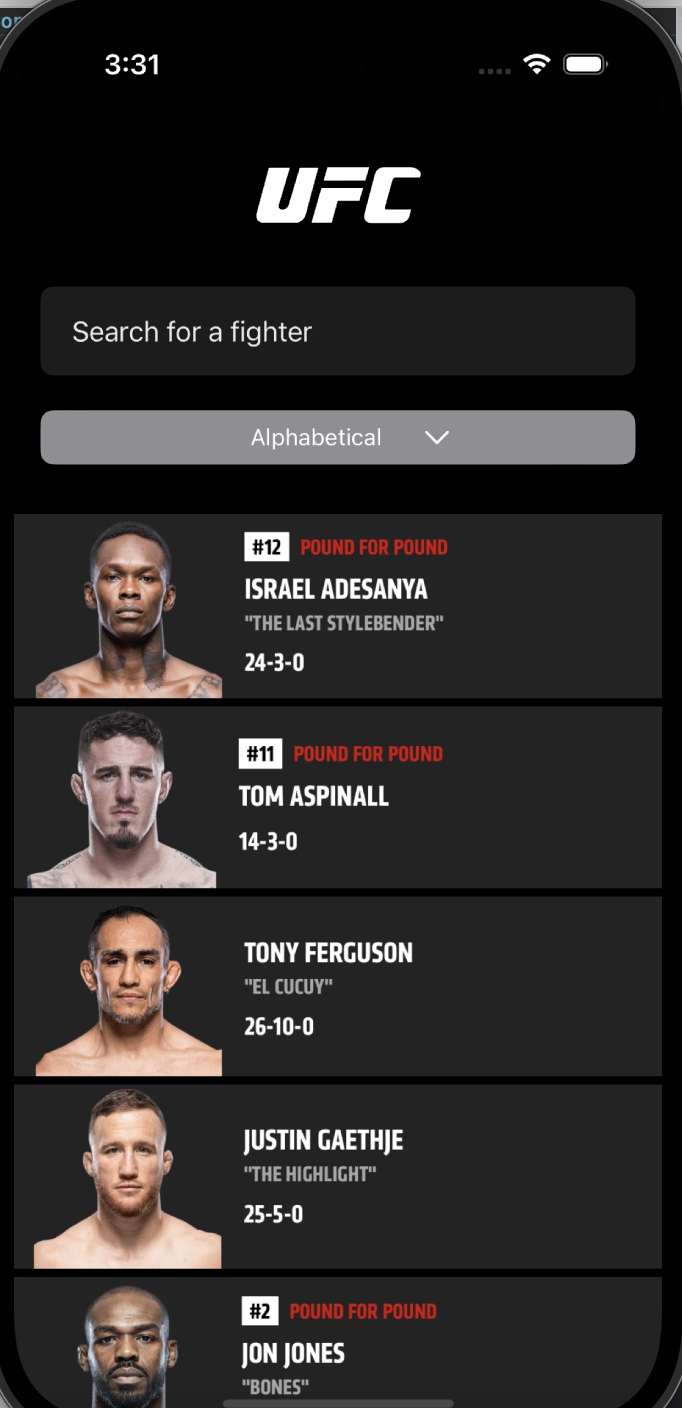 or
3:31
UFC
Search for a fighter
Alphabetical
#12 POUND FOR POUND
ISRAEL ADESANYA
"THE LAST STYLEBENDER"
24-3-0
#11 POUND FOR POUND
TOM ASPINALL
14-3-0
TONY FERGUSON
"EL CUCUY"
26-10-0
JUSTIN GAETHJE
"THE HIGHLIGHT"
25-5-0
#2 POUND FOR POUND
JON JONES
"BONES"